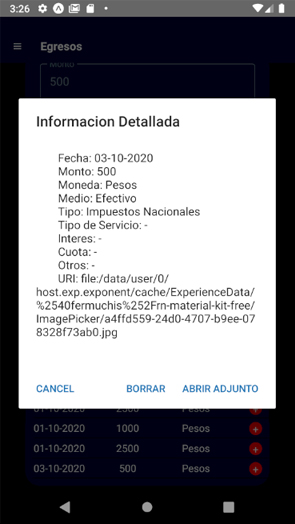 3:26
Egresos
Monto
500
Informacion Detallada
Fecha: 03-10-2020
Monto: 500
Moneda: Pesos
Medio: Efectivo
Tipo: Impuestos Nacionales
Tipo de Servicio: -
Interes: -
Cuota: -
Otros: -
URI: file:/data/user/0/
host.exp.exponent/cache/ExperienceData/
%2540fermuchis%252Frn-material-kit-free/
ImagePicker/a4ffd559-24d0-4707-b9ee-07
8328f73ab0.jpg
CANCEL BORRAR ABRIR ADJUNTO
01-10-2020 2500 Pesos +
01-10-2020 1000 Pesos +
01-10-2020 2500 Pesos +
03-10-2020 500 Pesos +